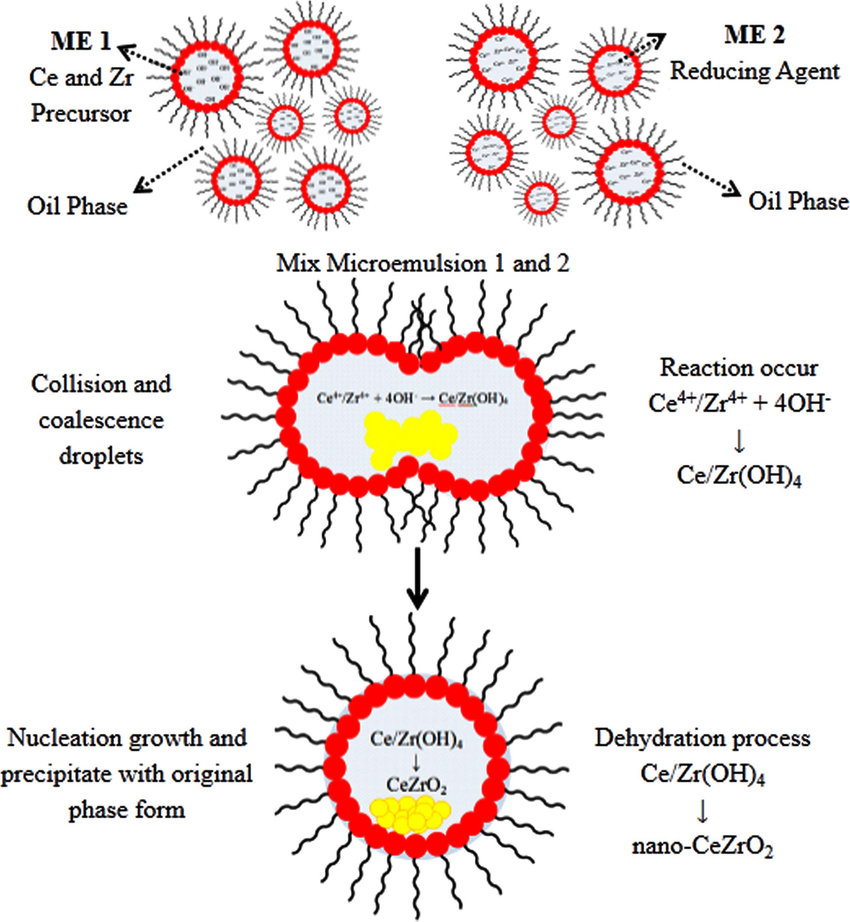 ME 1
Ce and Zr
Precursor
Oil Phase
ME 2
Reducing Agent
Oil Phase
Mix Microemulsion 1 and 2
Collision and
coalescence
droplets
Ce⁴⁺/Zr⁴⁺ + 4OH⁻ → Ce/Zr(OH)₄
Reaction occur
Ce⁴⁺/Zr⁴⁺ + 4OH⁻
↓
Ce/Zr(OH)₄
Nucleation growth and
precipitate with original
phase form
Ce/Zr(OH)₄
↓
CeZrO₂
Dehydration process
Ce/Zr(OH)₄
↓
nano-CeZrO₂